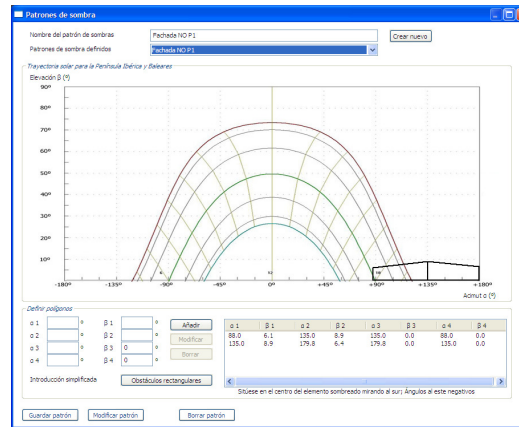 Patrones de sombra
Nombre del patrón de sombras
Fachada NO P1
Crear nuevo
Patrones de sombra definidos
Fachada NO P1
Trayectoria solar para la Península Ibérica y Baleares
Elevación β (º)
90º
80º
70º
60º
50º
40º
30º
20º
10º
-180º -135º -90º -45º 0º +45º +90º +135º +180º
Azimut α (º)
Definir polígonos
α 1 º β 1 º Añadir
α 2 º β 2 º Modificar
α 3 º β 3 0 º Borrar
α 4 º β 4 0 º
α 1 β 1 α 2 β 2 α 3 β 3 α 4 β 4
88.0 6.1 135.0 8.9 135.0 0.0 88.0 0.0
135.0 8.9 179.8 6.4 179.8 0.0 135.0 0.0
Introducción simplificada
Obstáculos rectangulares
Sitúese en el centro del elemento sombreado mirando al sur; Ángulos al este negativos
Guardar patrón
Modificar patrón
Borrar patrón